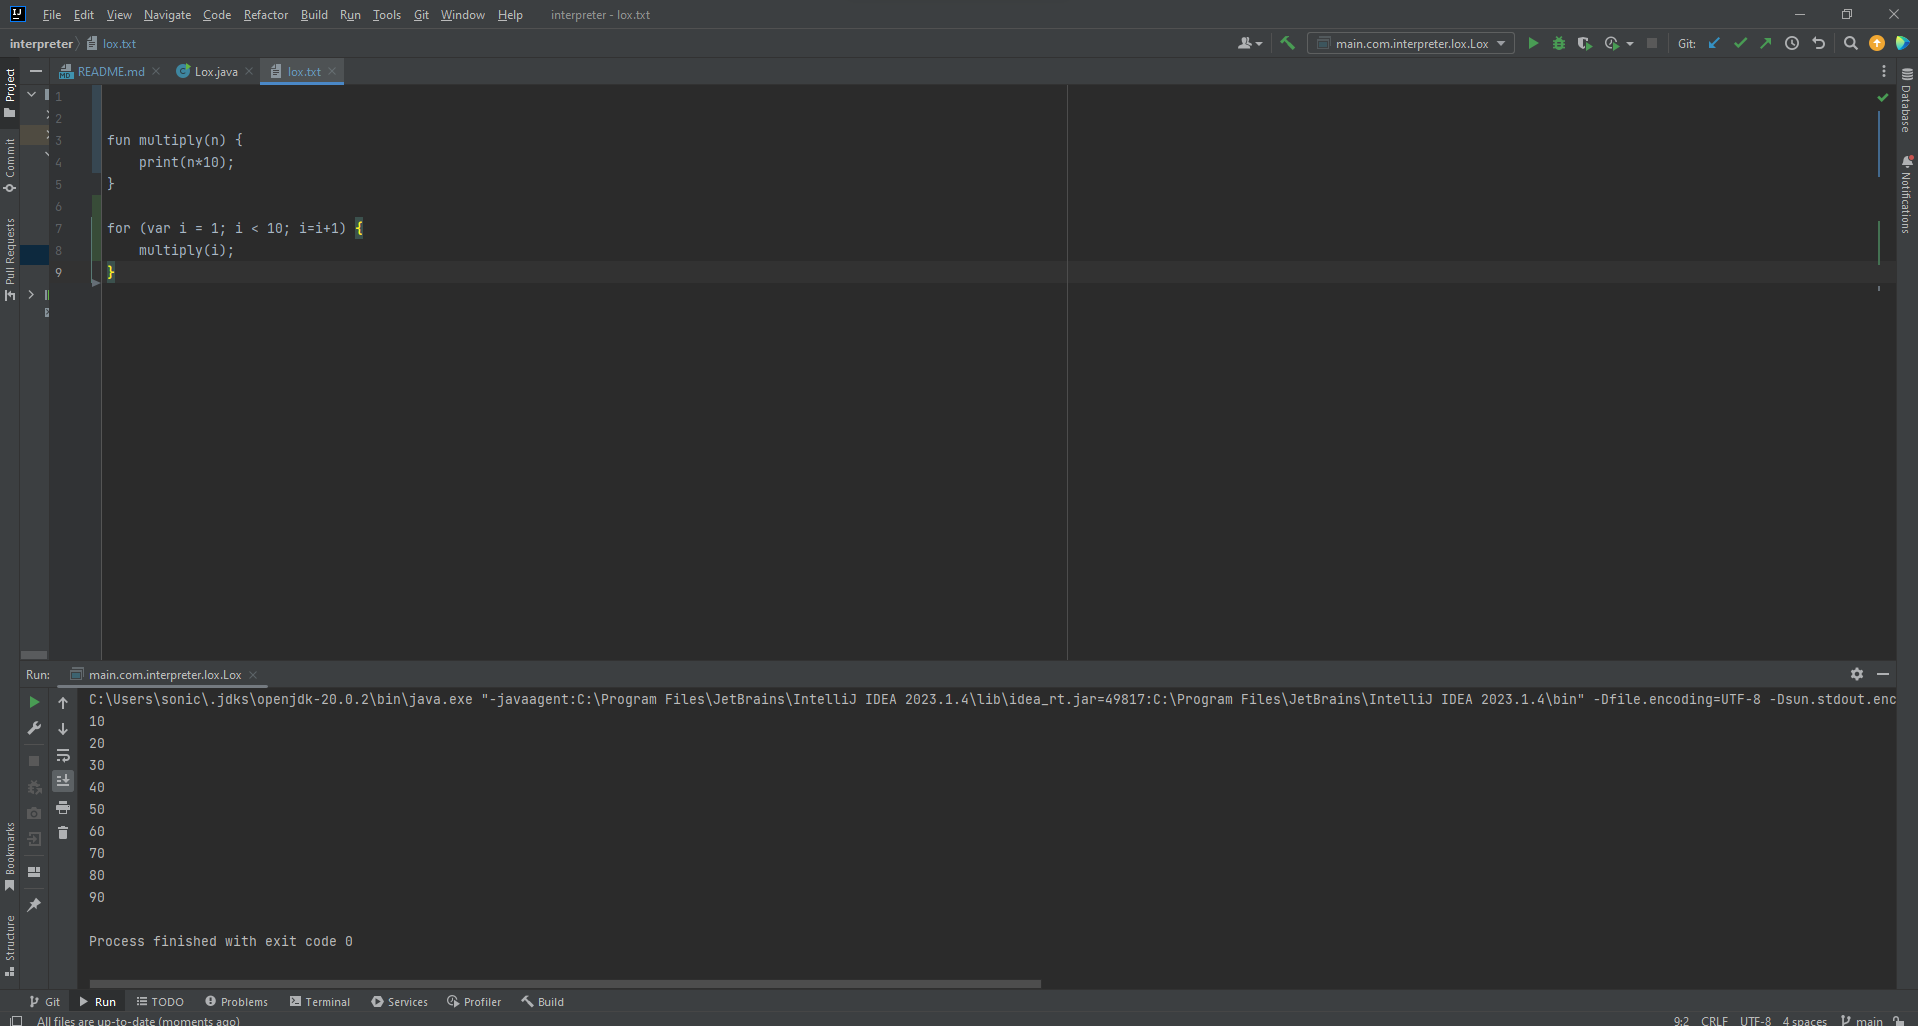 File Edit View Navigate Code Refactor Build Run Tools Git Window Help interpreter - lox.txt
interpreter lox.txt main.com.interpreter.lox.Lox Git:
README.md Lox.java lox.txt
Project
Commit
Pull Requests
Bookmarks
Structure
Database
Notifications
1
2
3 fun multiply(n) {
4     print(n*10);
5 }
6
7 for (var i = 1; i < 10; i=i+1) {
8     multiply(i);
9 }
Run: main.com.interpreter.lox.Lox
C:\Users\sonic\.jdks\openjdk-20.0.2\bin\java.exe "-javaagent:C:\Program Files\JetBrains\IntelliJ IDEA 2023.1.4\lib\idea_rt.jar=49817:C:\Program Files\JetBrains\IntelliJ IDEA 2023.1.4\bin" -Dfile.encoding=UTF-8 -Dsun.stdout.enc
10
20
30
40
50
60
70
80
90
Process finished with exit code 0
Git Run TODO Problems Terminal Services Profiler Build
All files are up-to-date (moments ago) 9:2 CRLF UTF-8 4 spaces main